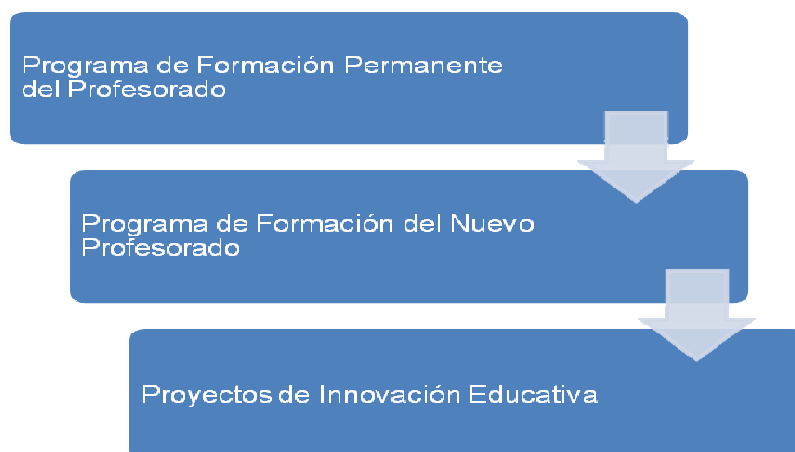 Programa de Formación Permanente
del Profesorado
Programa de Formación del Nuevo
Profesorado
Proyectos de Innovación Educativa